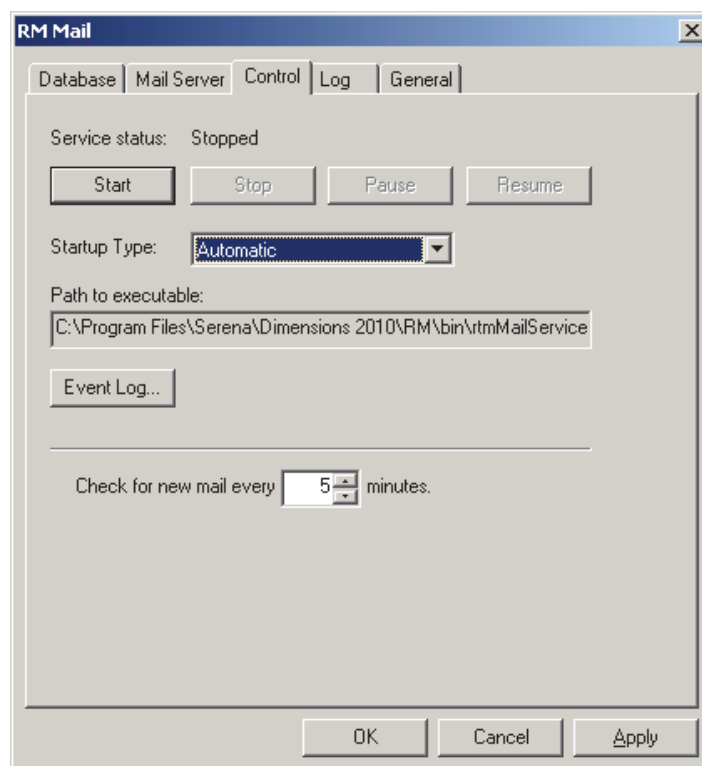 RM Mail
Database Mail Server Control Log General
Service status: Stopped
Start Stop Pause Resume
Startup Type: Automatic
Path to executable:
C:\Program Files\Serena\Dimensions 2010\RM\bin\rtmMailService
Event Log...
Check for new mail every 5 minutes.
OK Cancel Apply